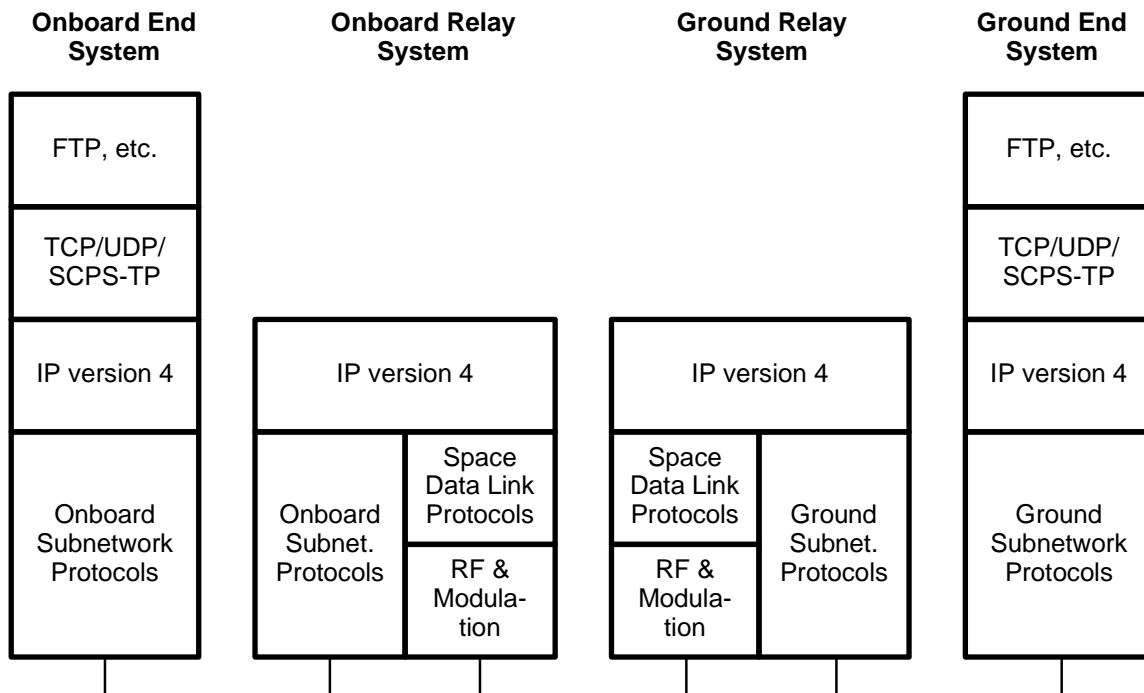 Onboard End
System
Onboard Relay
System
Ground Relay
System
Ground End
System
FTP, etc.
FTP, etc.
TCP/UDP/
SCPS-TP
TCP/UDP/
SCPS-TP
IP version 4
IP version 4
IP version 4
IP version 4
Onboard
Subnetwork
Protocols
Onboard
Subnet.
Protocols
Space
Data Link
Protocols
RF &
Modula-
tion
Space
Data Link
Protocols
RF &
Modula-
tion
Ground
Subnet.
Protocols
Ground
Subnetwork
Protocols